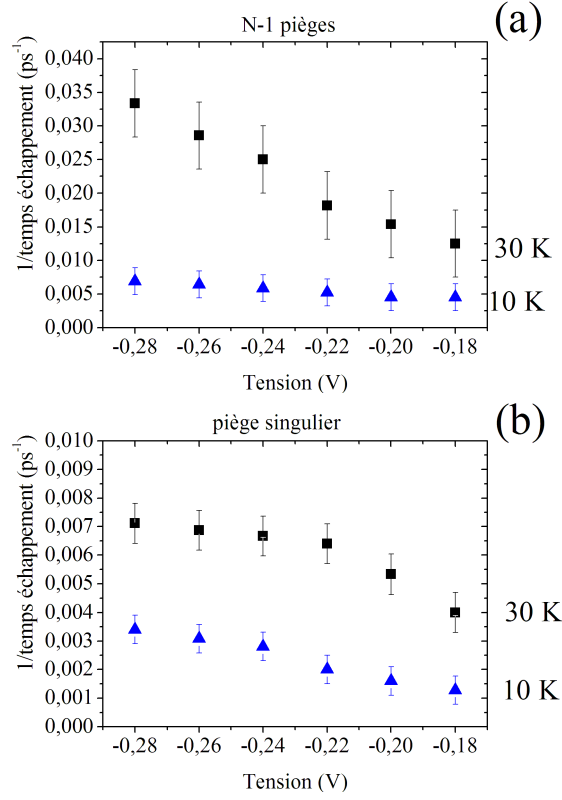 N-1 pièges
(a)
1/temps échappement (ps⁻¹)
0,040
0,035
0,030
0,025
0,020
0,015
0,010
0,005
0,000
30 K
10 K
-0,28 -0,26 -0,24 -0,22 -0,20 -0,18
Tension (V)
(b)
piège singulier
1/temps échappement (ps⁻¹)
0,010
0,009
0,008
0,007
0,006
0,005
0,004
0,003
0,002
0,001
0,000
30 K
10 K
-0,28 -0,26 -0,24 -0,22 -0,20 -0,18
Tension (V)